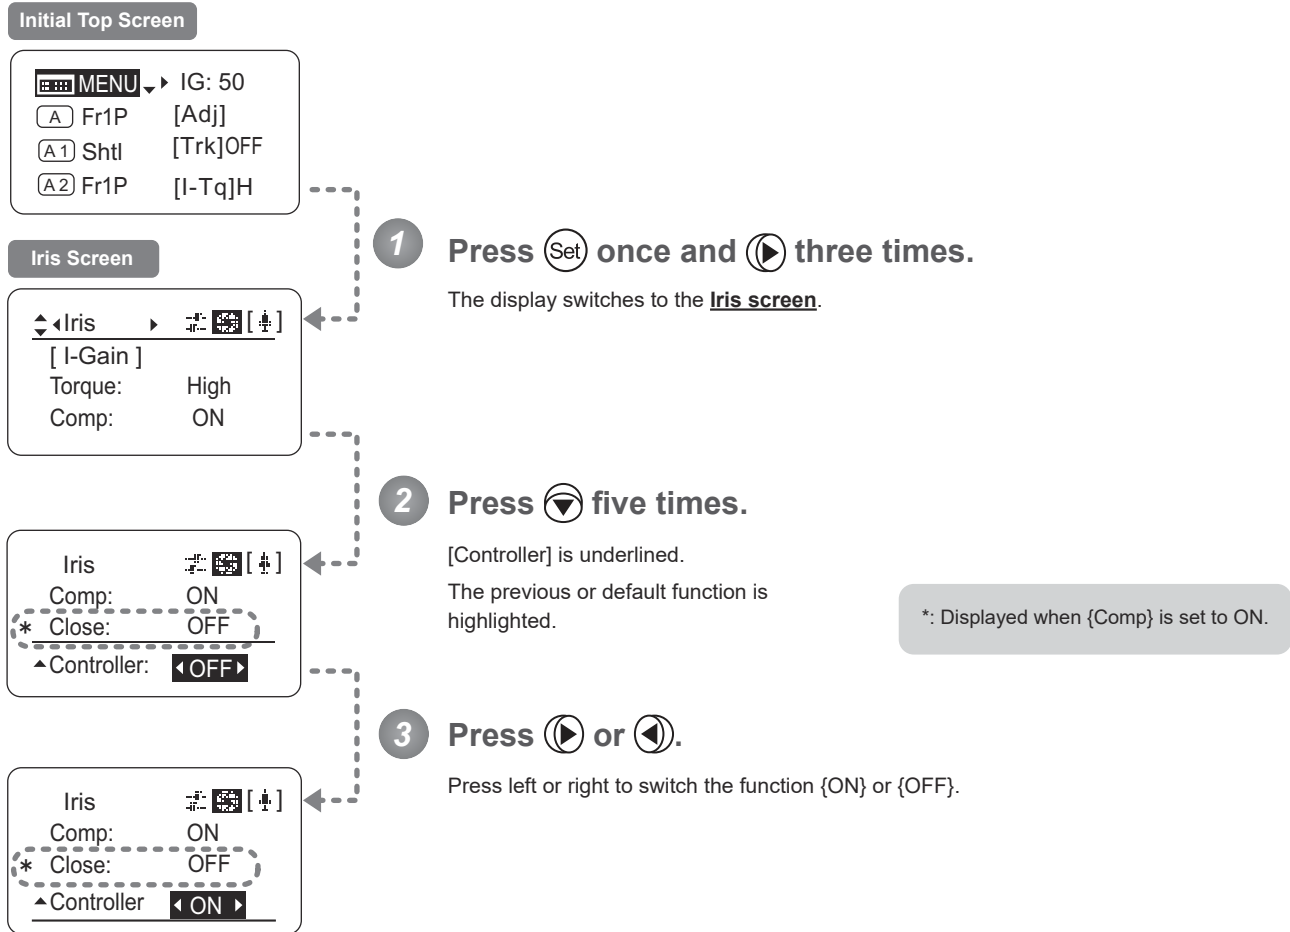 Initial Top Screen
MENU IG: 50
A Fr1P [Adj]
A1 Shtl [Trk]OFF
A2 Fr1P [I-Tq]H
1 Press Set once and three times.
The display switches to the Iris screen.
Iris Screen
Iris [ ]
[ I-Gain ]
Torque: High
Comp: ON
2 Press five times.
[Controller] is underlined.
The previous or default function is
highlighted.
Iris [ ]
Comp: ON
* Close: OFF
Controller: OFF
*: Displayed when {Comp} is set to ON.
3 Press or .
Press left or right to switch the function {ON} or {OFF}.
Iris [ ]
Comp: ON
* Close: OFF
Controller ON